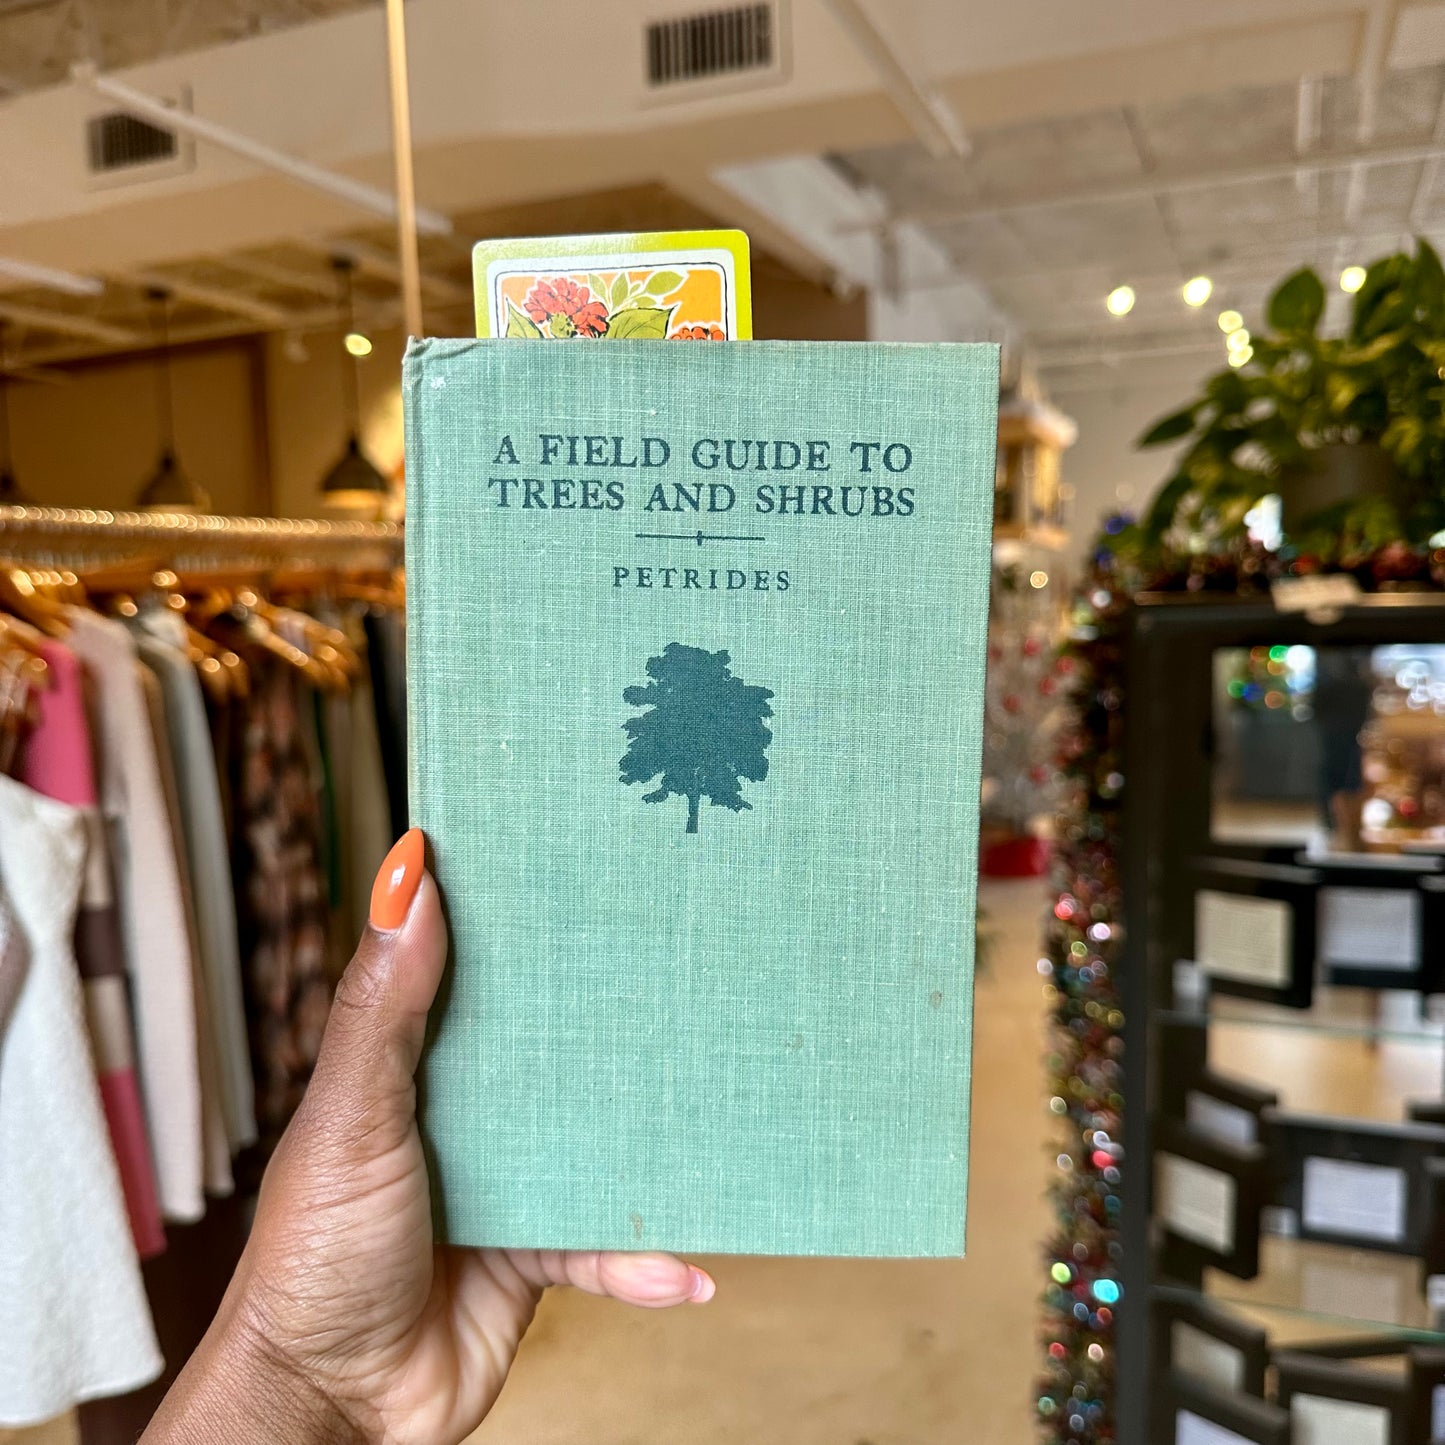 A FIELD GUIDE TO
TREES AND SHRUBS
PETRIDES